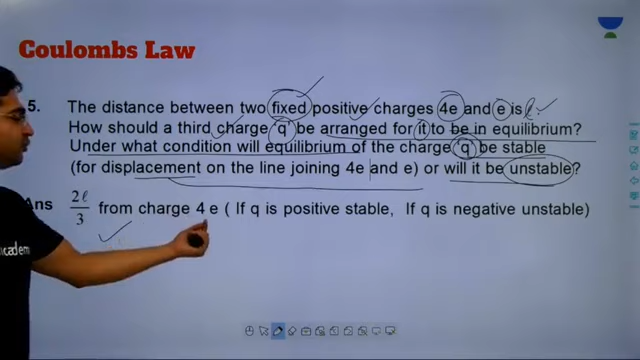 Coulombs Law
5. The distance between two fixed positive charges 4e and e is ℓ.
How should a third charge 'q' be arranged for it to be in equilibrium?
Under what condition will equilibrium of the charge 'q' be stable
(for displacement on the line joining 4e and e) or will it be unstable?
Ans 2ℓ/3 from charge 4e ( If q is positive stable, If q is negative unstable)
cademy